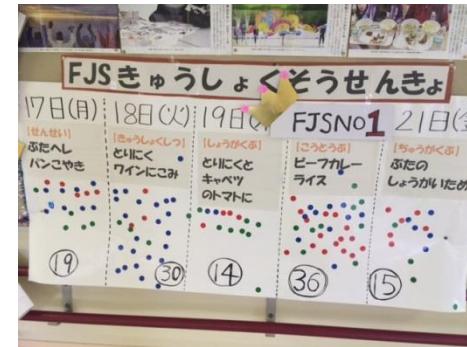 FJSきゅうしょくそうせんきょ
17日(月)
[せんせい]
ぶたヘレ
パンこやき
19
18日(火)
[きゅうしょくしつ]
とりにく
ワインにこみ
30
19日
[しょうがくぶ]
とりにくと
キャベツ
のトマトに
14
FJSNO1
[こうとうぶ]
ビーフカレー
ライス
36
21日
[ちゅうがくぶ]
ぶたの
しょうがいため
15